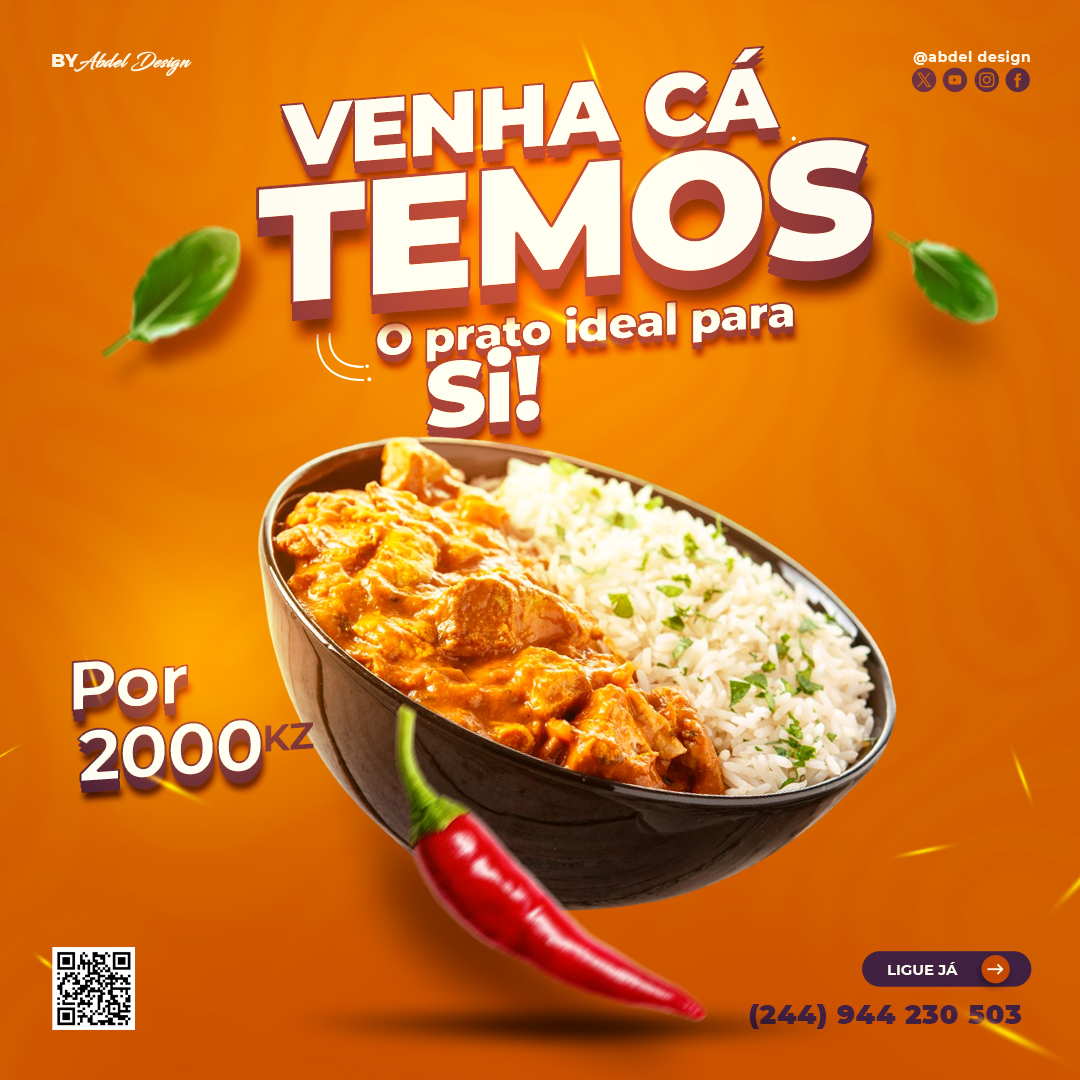 BY Abdel Design
@abdel design
VENHA CÁ
TEMOS
O prato ideal para
Si!
Por
2000KZ
LIGUE JÁ
(244) 944 230 503